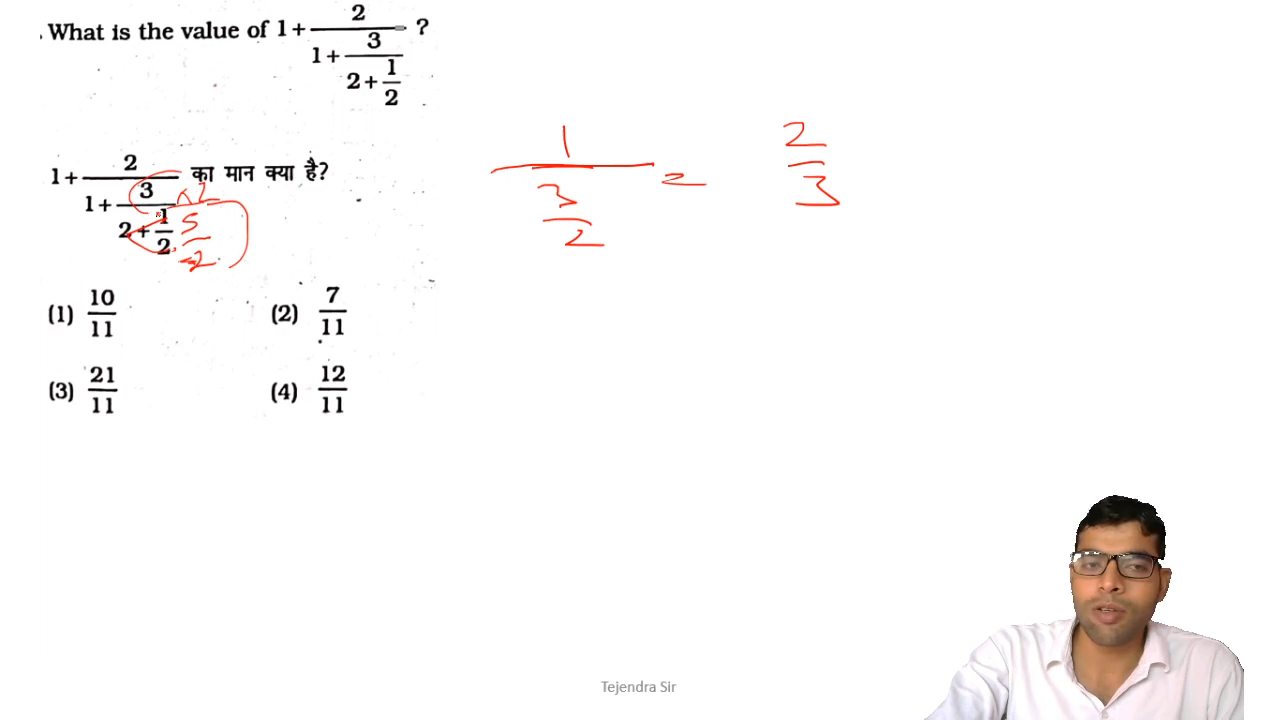 . What is the value of 1+ 2/(1+ 3/(2+ 1/2)) ?
1+ 2/(1+ 3/(2+ 1/2)) का मान क्या है?
×2
5/2
1/(3/2) = 2/3
(1) 10/11 (2) 7/11
(3) 21/11 (4) 12/11
Tejendra Sir